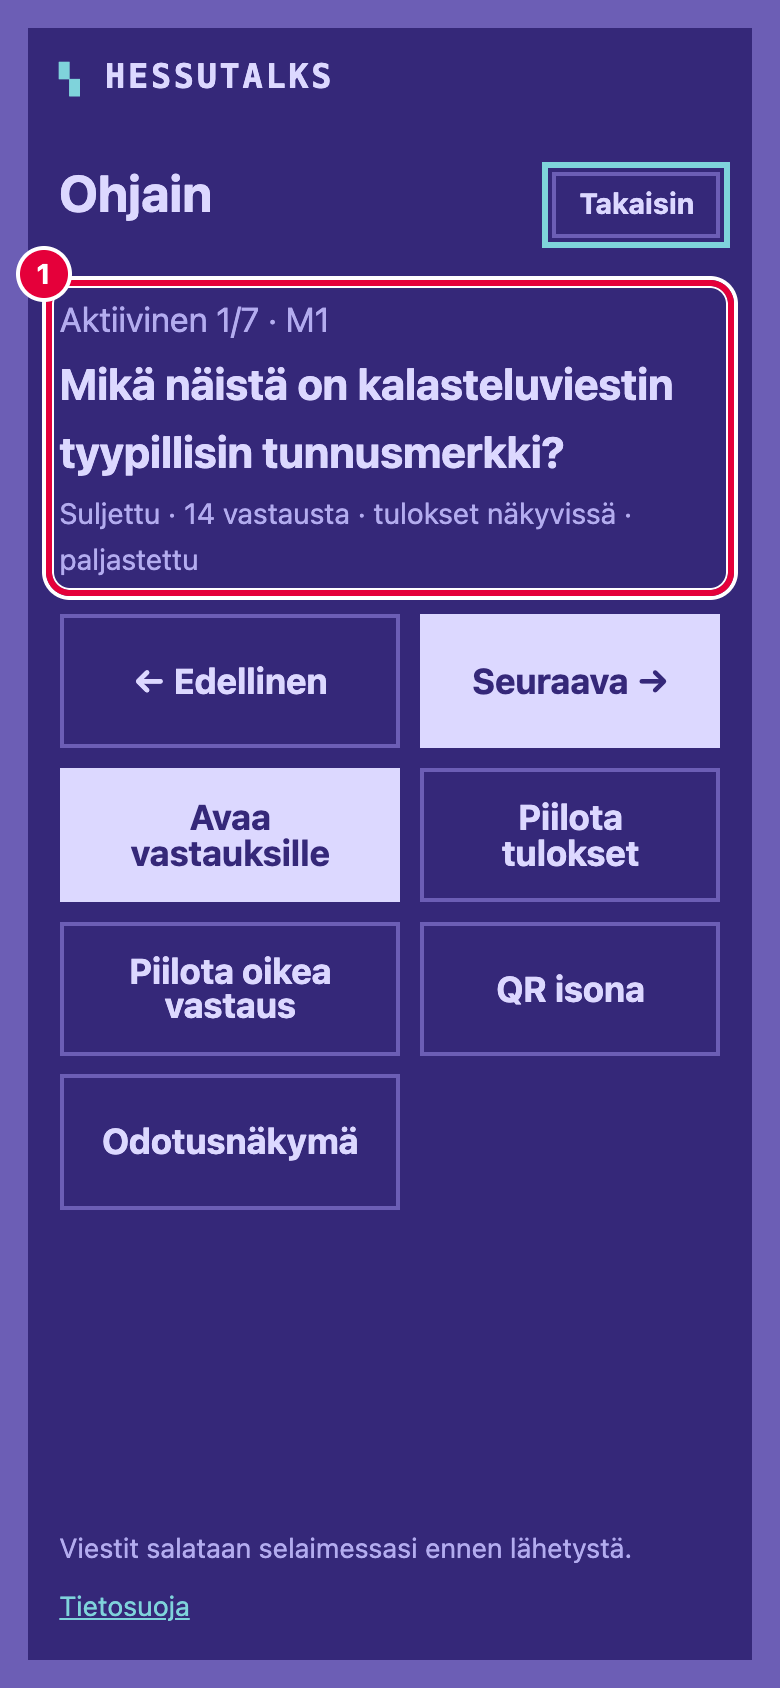 HESSUTALKS
Ohjain
Takaisin
1
Aktiivinen 1/7 · M1
Mikä näistä on kalasteluviestin
tyypillisin tunnusmerkki?
Suljettu · 14 vastausta · tulokset näkyvissä ·
paljastettu
← Edellinen
Seuraava →
Avaa
vastauksille
Piilota
tulokset
Piilota oikea
vastaus
QR isona
Odotusnäkymä
Viestit salataan selaimessasi ennen lähetystä.
Tietosuoja